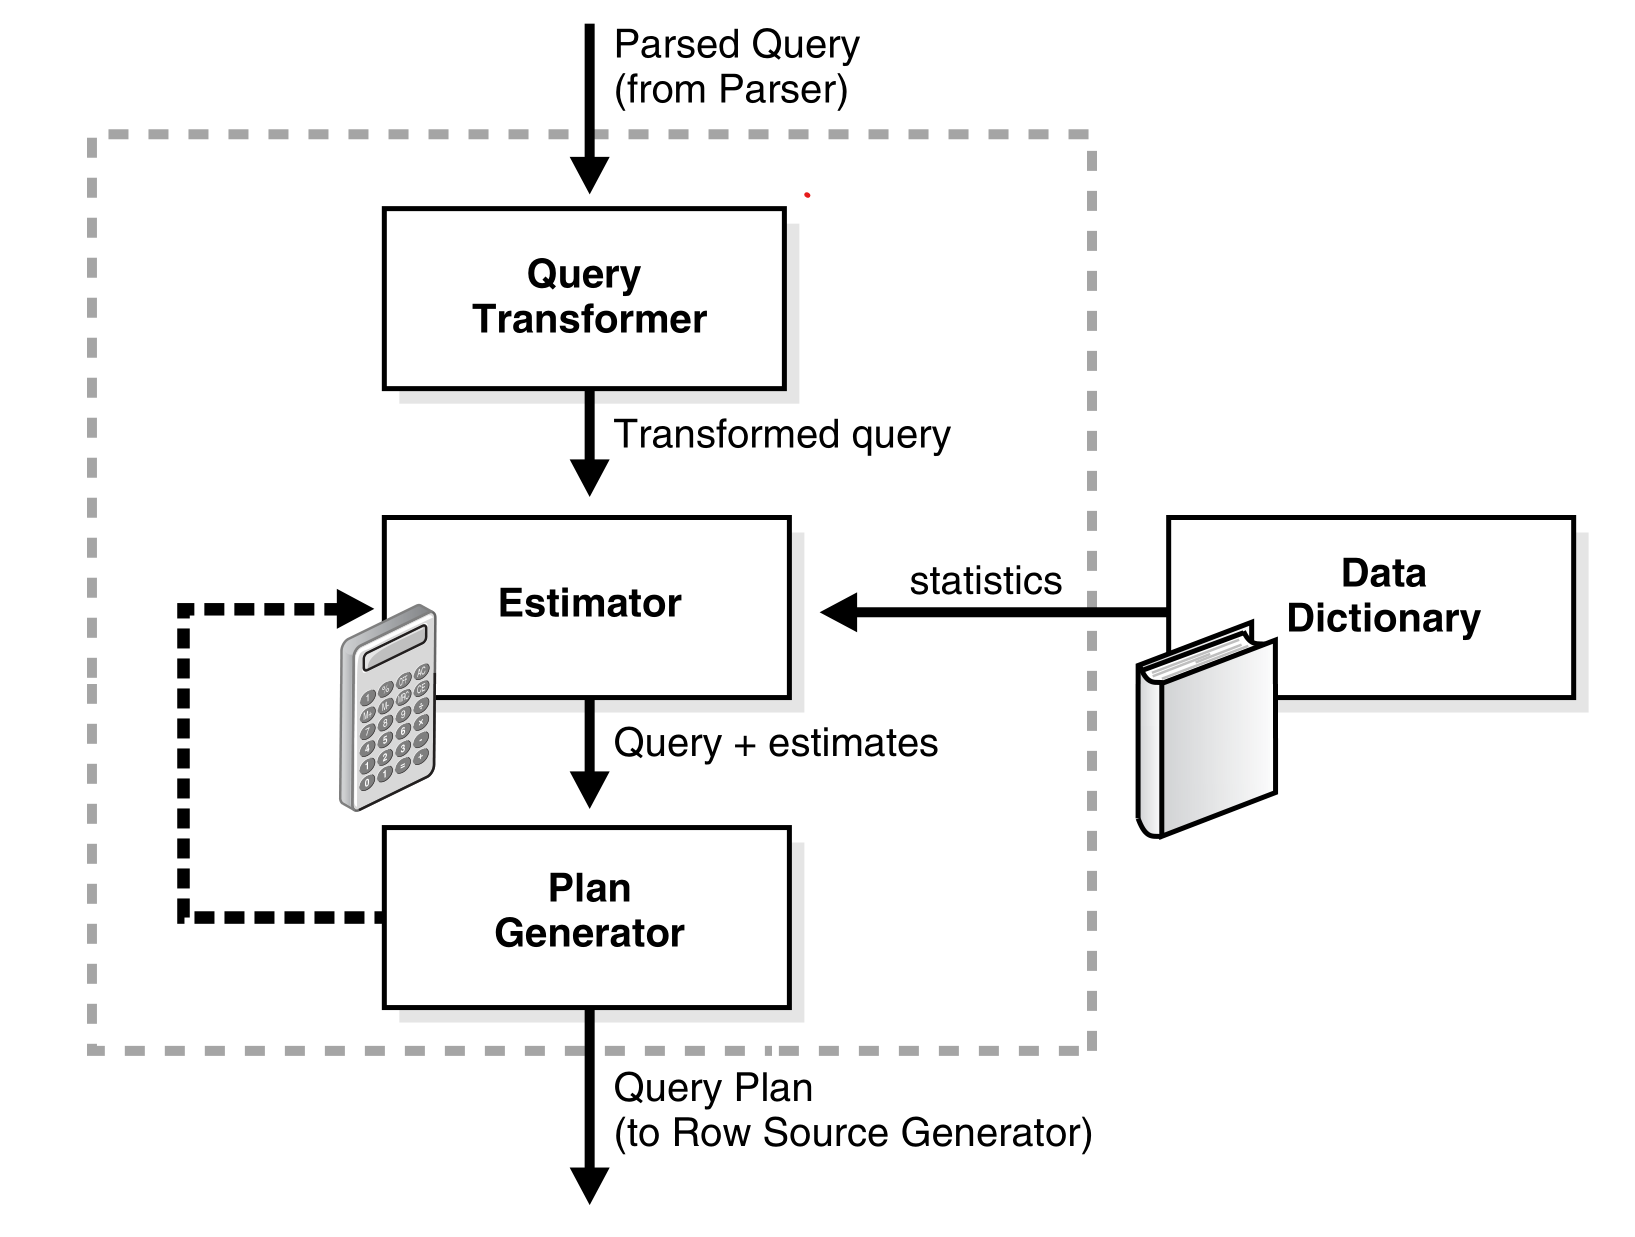 Parsed Query
(from Parser)
Query
Transformer
Transformed query
Estimator
statistics
Data
Dictionary
Query + estimates
Plan
Generator
Query Plan
(to Row Source Generator)